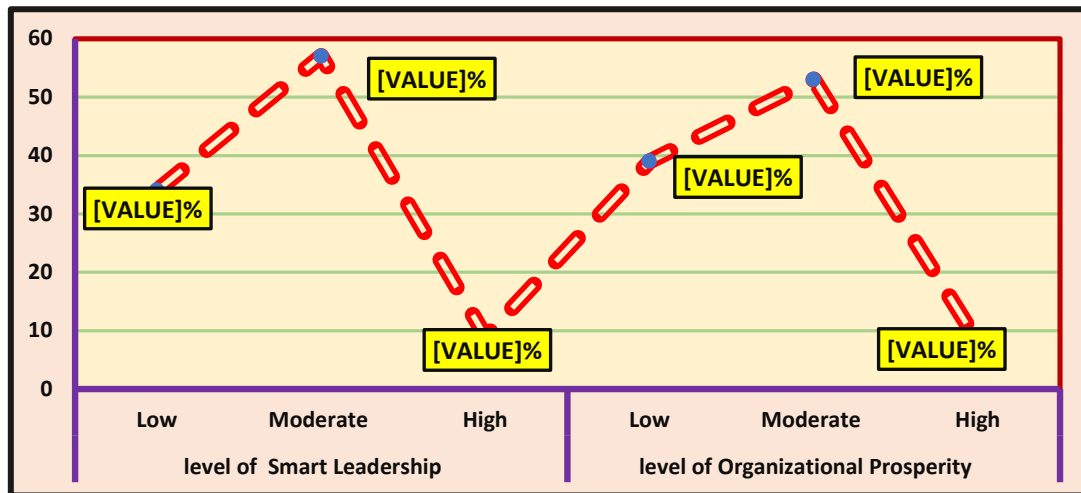 60
50
40
30
20
10
0
[VALUE]%
[VALUE]%
[VALUE]%
[VALUE]%
[VALUE]%
[VALUE]%
Low Moderate High Low Moderate High
level of Smart Leadership level of Organizational Prosperity